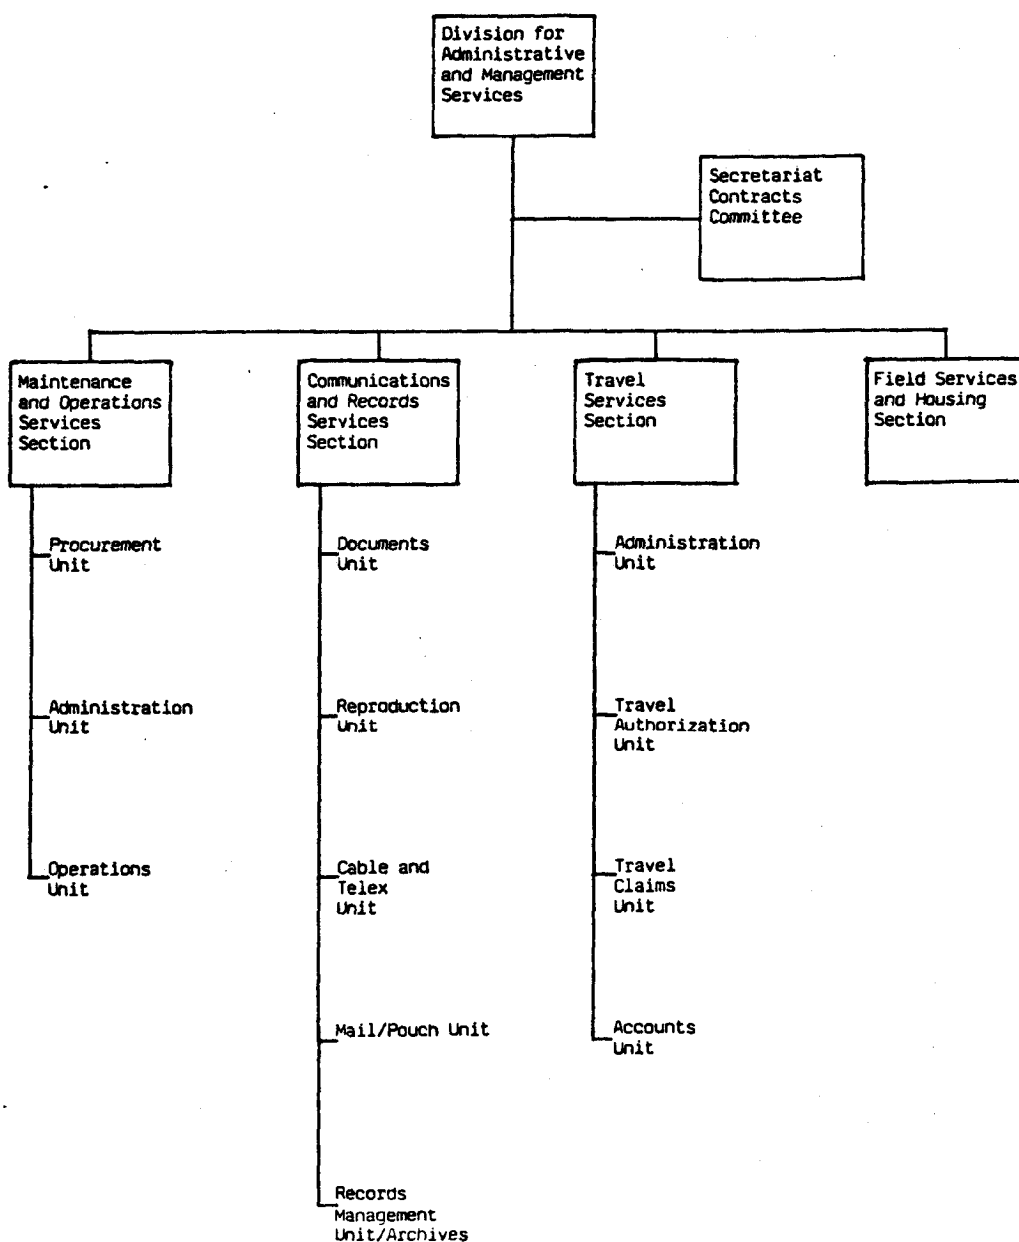 Division for
Administrative
and Management
Services
Secretariat
Contracts
Committee
Maintenance
and Operations
Services
Section
Communications
and Records
Services
Section
Travel
Services
Section
Field Services
and Housing
Section
Procurement
Unit
Administration
Unit
Operations
Unit
Documents
Unit
Reproduction
Unit
Cable and
Telex
Unit
Mail/Pouch Unit
Records
Management
Unit/Archives
Administration
Unit
Travel
Authorization
Unit
Travel
Claims
Unit
Accounts
Unit